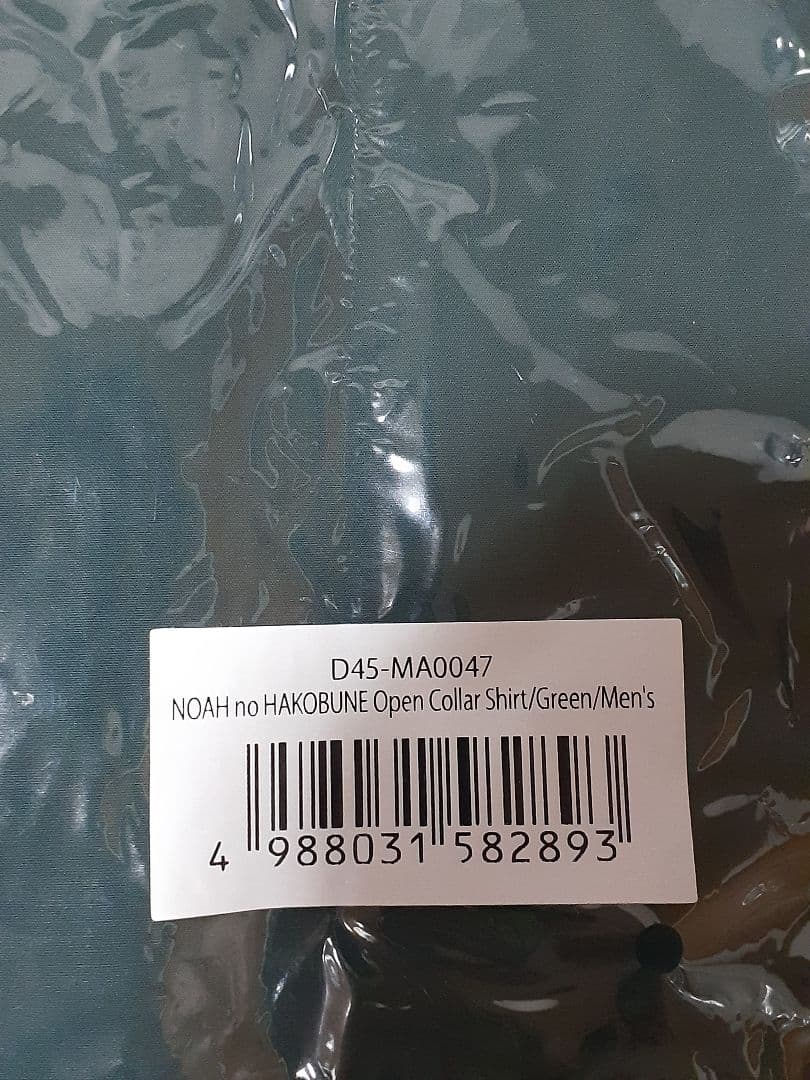 D45-MA0047
NOAH no HAKOBUNE Open Collar Shirt/Green/Men's
4 988031 582893